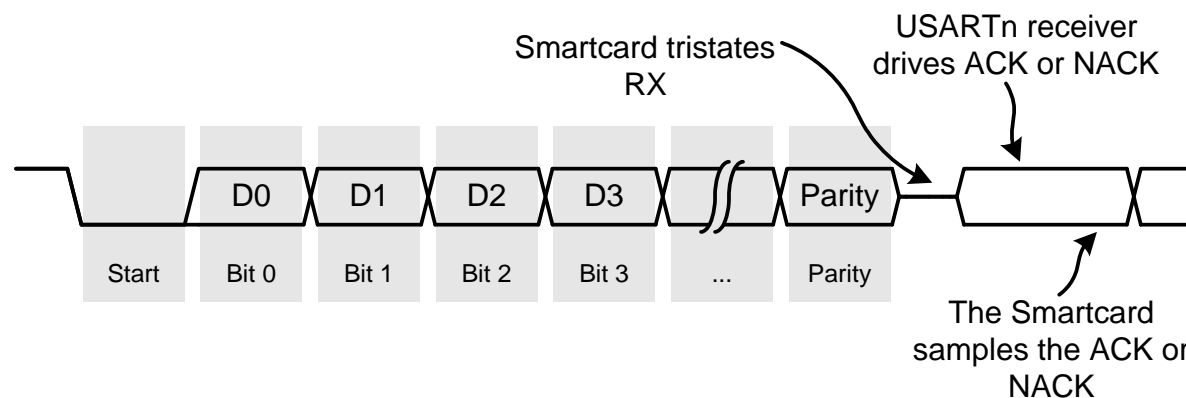 USARTn receiver
drives ACK or NACK
Smartcard tristates
RX
D0 D1 D2 D3 Parity
Start Bit 0 Bit 1 Bit 2 Bit 3 ... Parity
The Smartcard
samples the ACK or
NACK